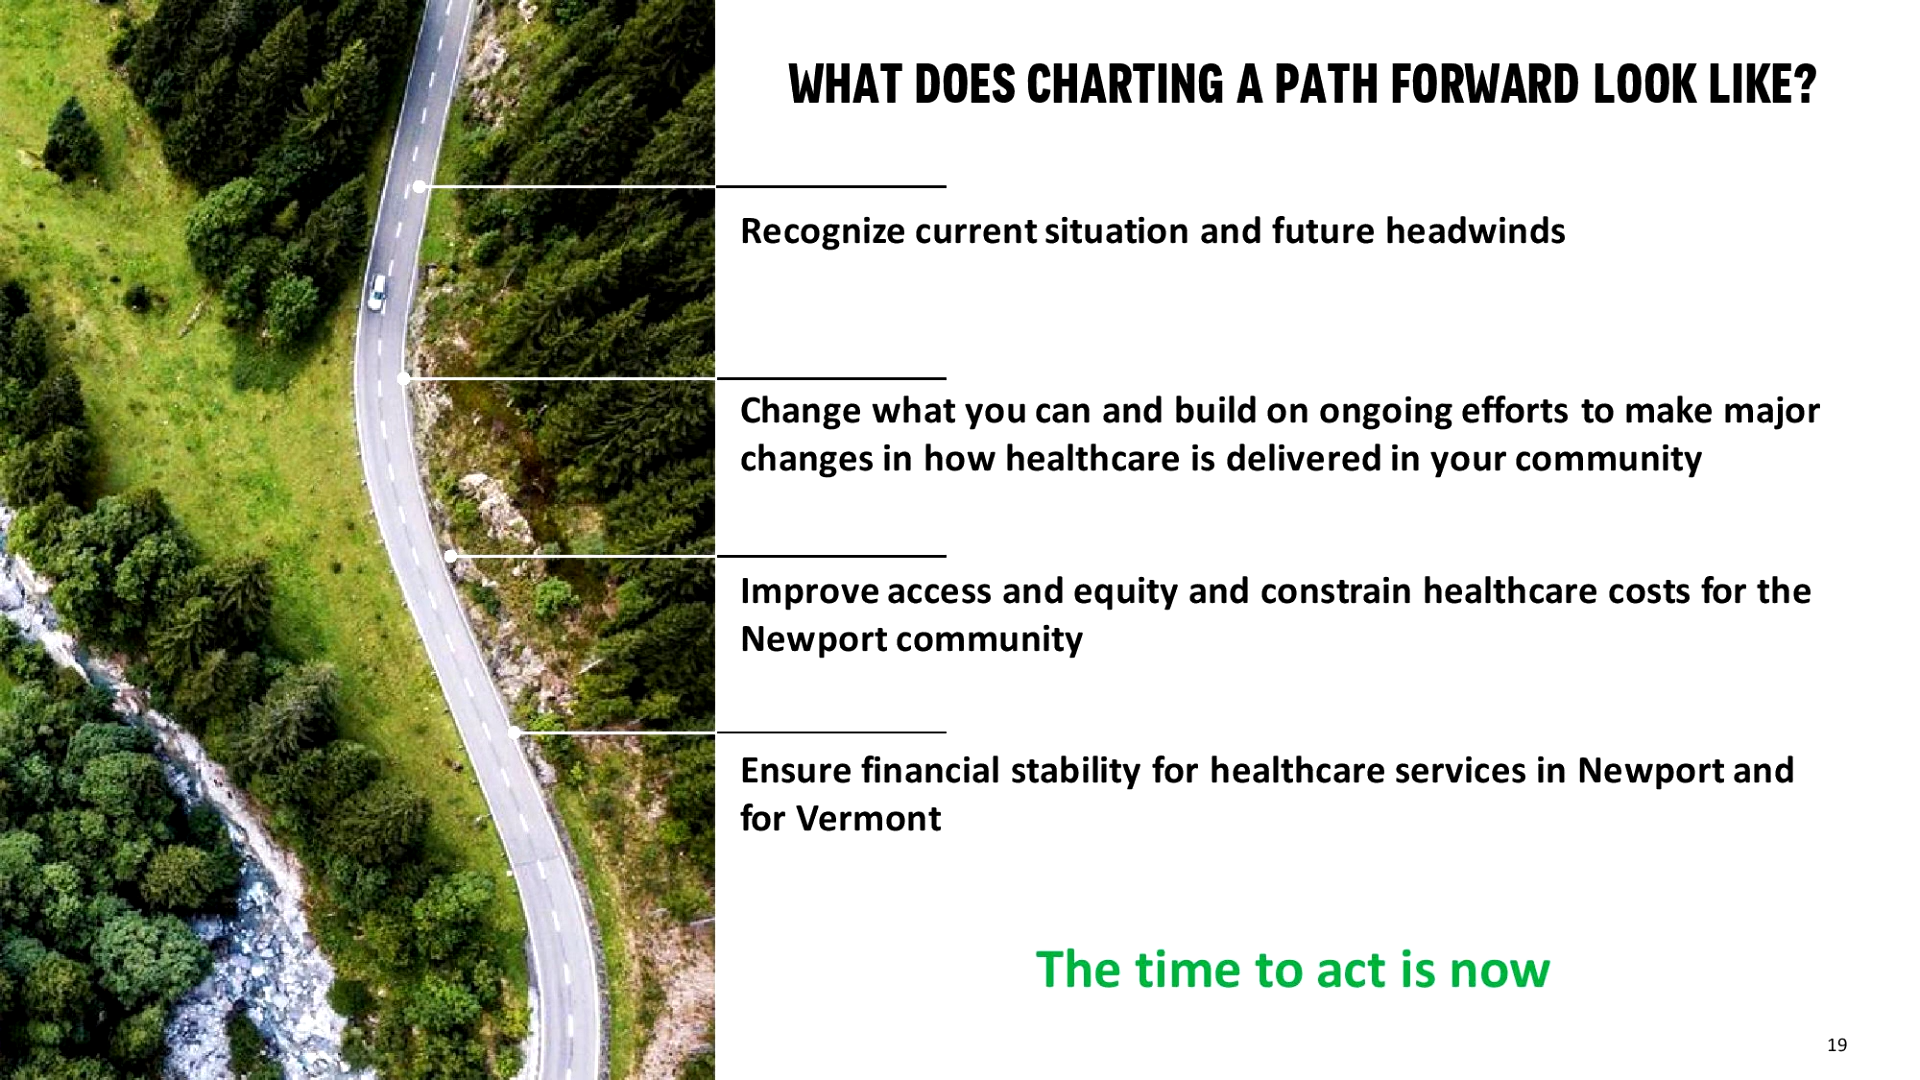 WHAT DOES CHARTING A PATH FORWARD LOOK LIKE?
Recognize current situation and future headwinds
Change what you can and build on ongoing efforts to make major
changes in how healthcare is delivered in your community
Improve access and equity and constrain healthcare costs for the
Newport community
Ensure financial stability for healthcare services in Newport and
for Vermont
The time to act is now
19